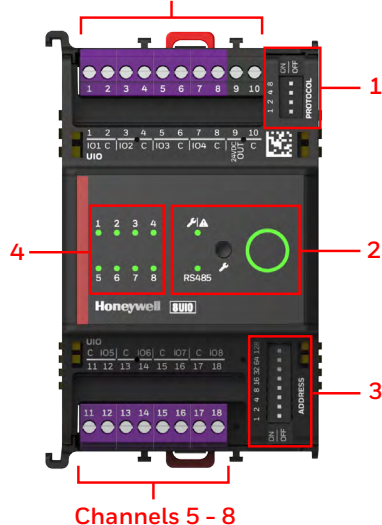 1 2 3 4 5 6 7 8 9 10
ON
OFF
1 2 4 8
PROTOCOL
1
1 2 3 4 5 6 7 8 9 10
IO1 C IO2 C IO3 C IO4 C 24VDC OUT C
UIO
1 2 3 4
5 6 7 8
RS485
4
2
Honeywell 8UIO
UIO
C IO5 C IO6 C IO7 C IO8
11 12 13 14 15 16 17 18
1 2 4 8 16 32 64 128
ADDRESS
ON
OFF
3
11 12 13 14 15 16 17 18
Channels 5 - 8